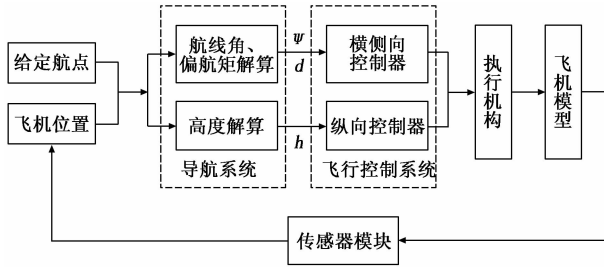 给定航点
飞机位置
航线角、
偏航矩解算
高度解算
导航系统
Ψ
d
h
横侧向
控制器
纵向控制器
飞行控制系统
执行机构
飞机模型
传感器模块